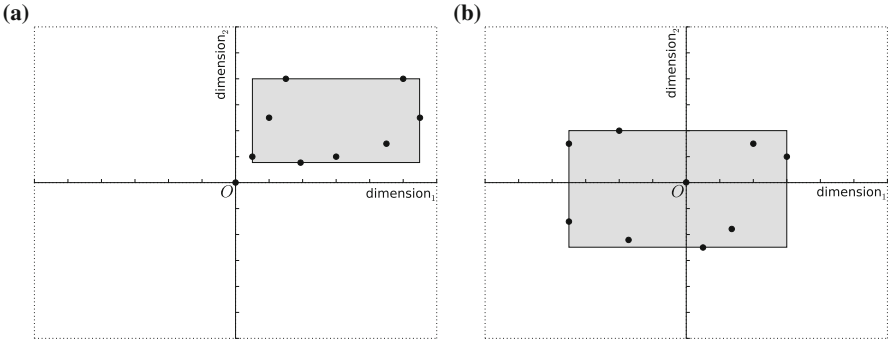 (a)
dimension₂
O
dimension₁
(b)
dimension₂
O
dimension₁